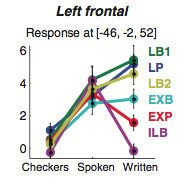 Left frontal
Response at [-46, -2, 52]
6
4
2
0
LB1
LP
LB2
EXB
EXP
ILB
Checkers Spoken Written